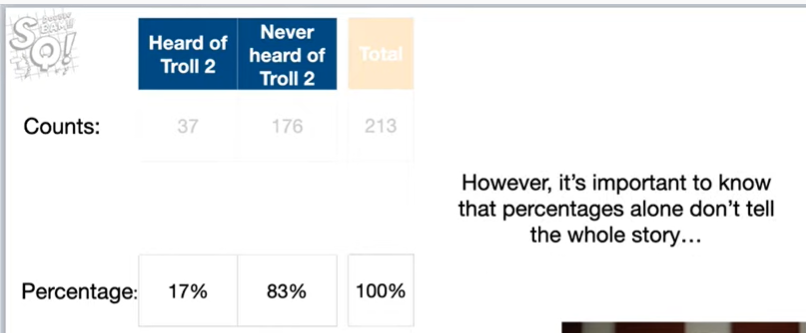 SQ!
Heard of
Troll 2
Never
heard of
Troll 2
Total
Counts:
37
176
213
However, it’s important to know
that percentages alone don’t tell
the whole story…
Percentage:
17%
83%
100%